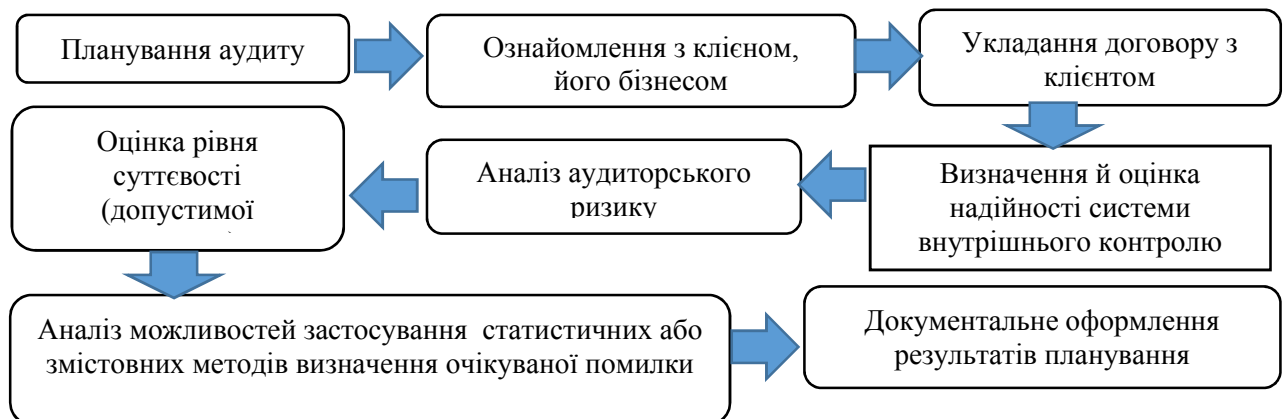 Планування аудиту
Ознайомлення з клієном,
його бізнесом
Укладання договору з
клієнтом
Визначення й оцінка
надійності системи
внутрішнього контролю
Аналіз аудиторського
ризику
Оцінка рівня
суттєвості
(допустимої
Аналіз можливостей застосування статистичних або
змістовних методів визначення очікуваної помилки
Документальне оформлення
результатів планування